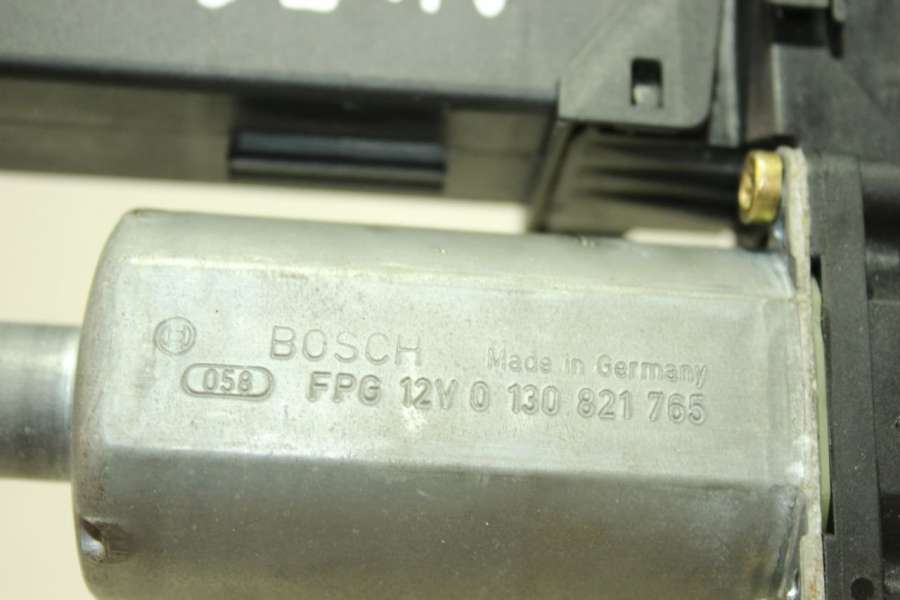 BOSCH Made in Germany
058 FPG 12V 0 130 821 765